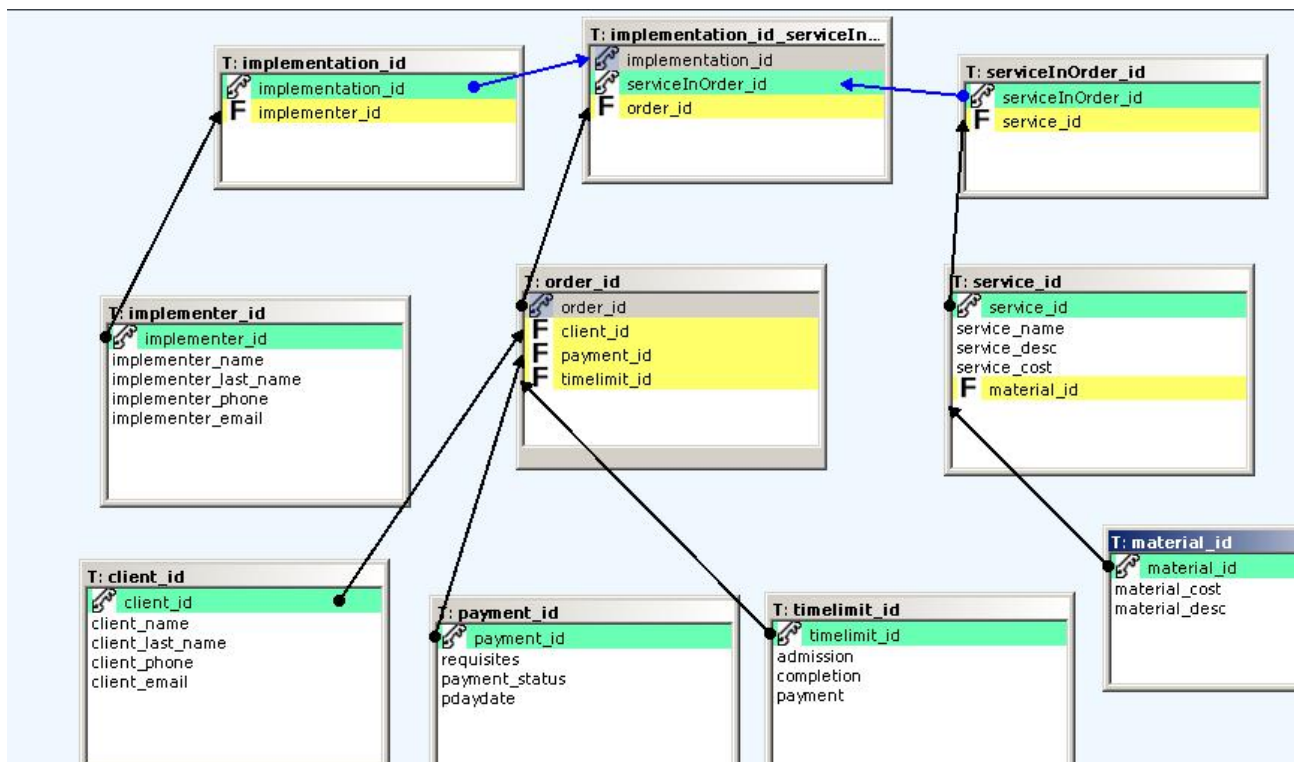 T: implementation_id
implementation_id
F implementer_id
T: implementation_id_serviceIn...
implementation_id
serviceInOrder_id
F order_id
T: serviceInOrder_id
serviceInOrder_id
F service_id
T: implementer_id
implementer_id
implementer_name
implementer_last_name
implementer_phone
implementer_email
T: order_id
order_id
F client_id
F payment_id
F timelimit_id
T: service_id
service_id
service_name
service_desc
service_cost
F material_id
T: client_id
client_id
client_name
client_last_name
client_phone
client_email
T: payment_id
payment_id
requisites
payment_status
pdaydate
T: timelimit_id
timelimit_id
admission
completion
payment
T: material_id
material_id
material_cost
material_desc